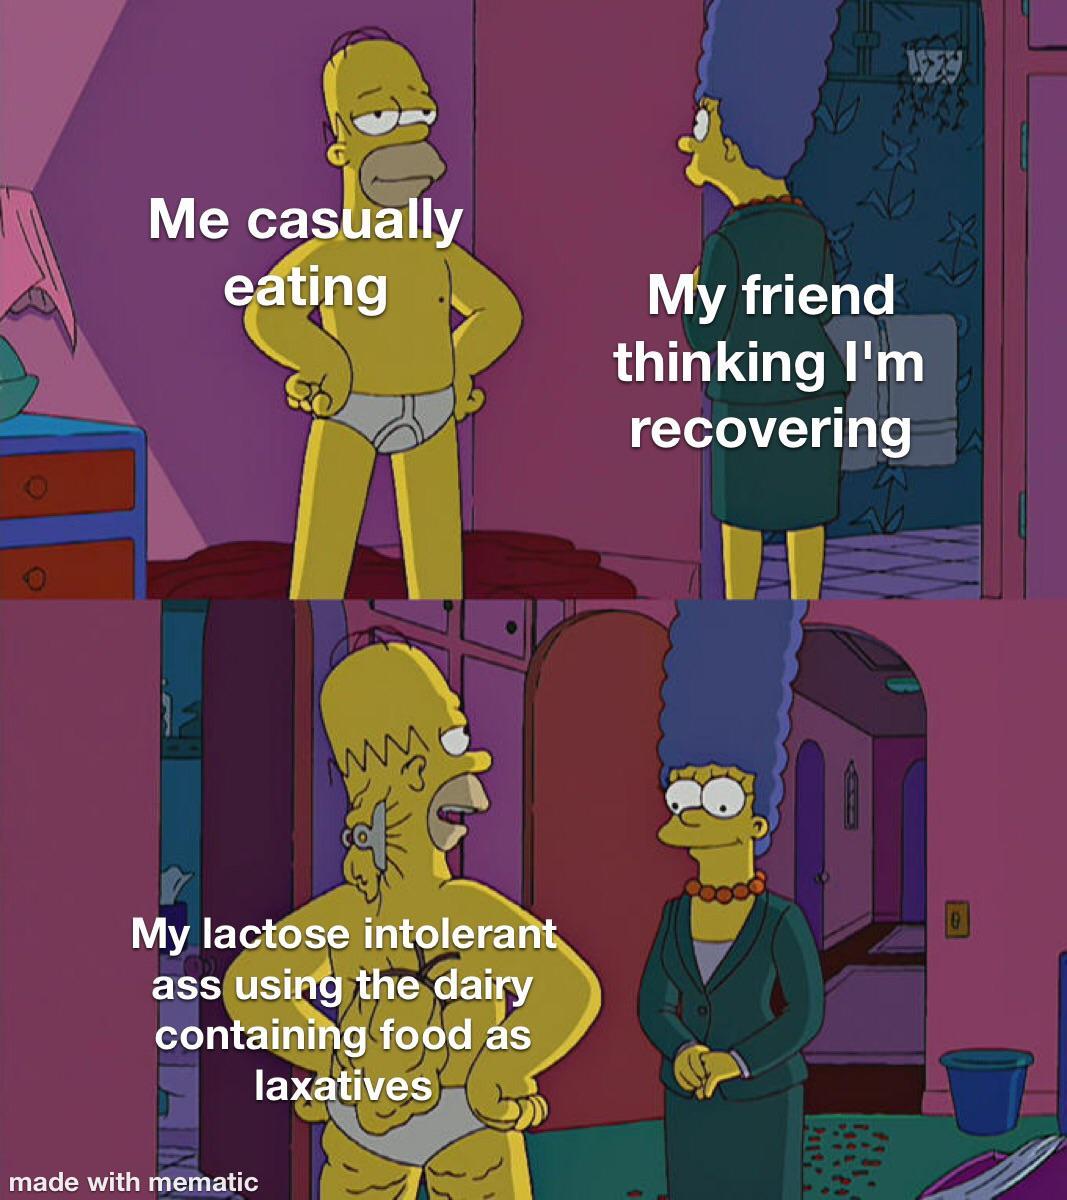 Me casually
eating
My friend
thinking I'm
recovering
My lactose intolerant
ass using the dairy
containing food as
laxatives
made with mematic